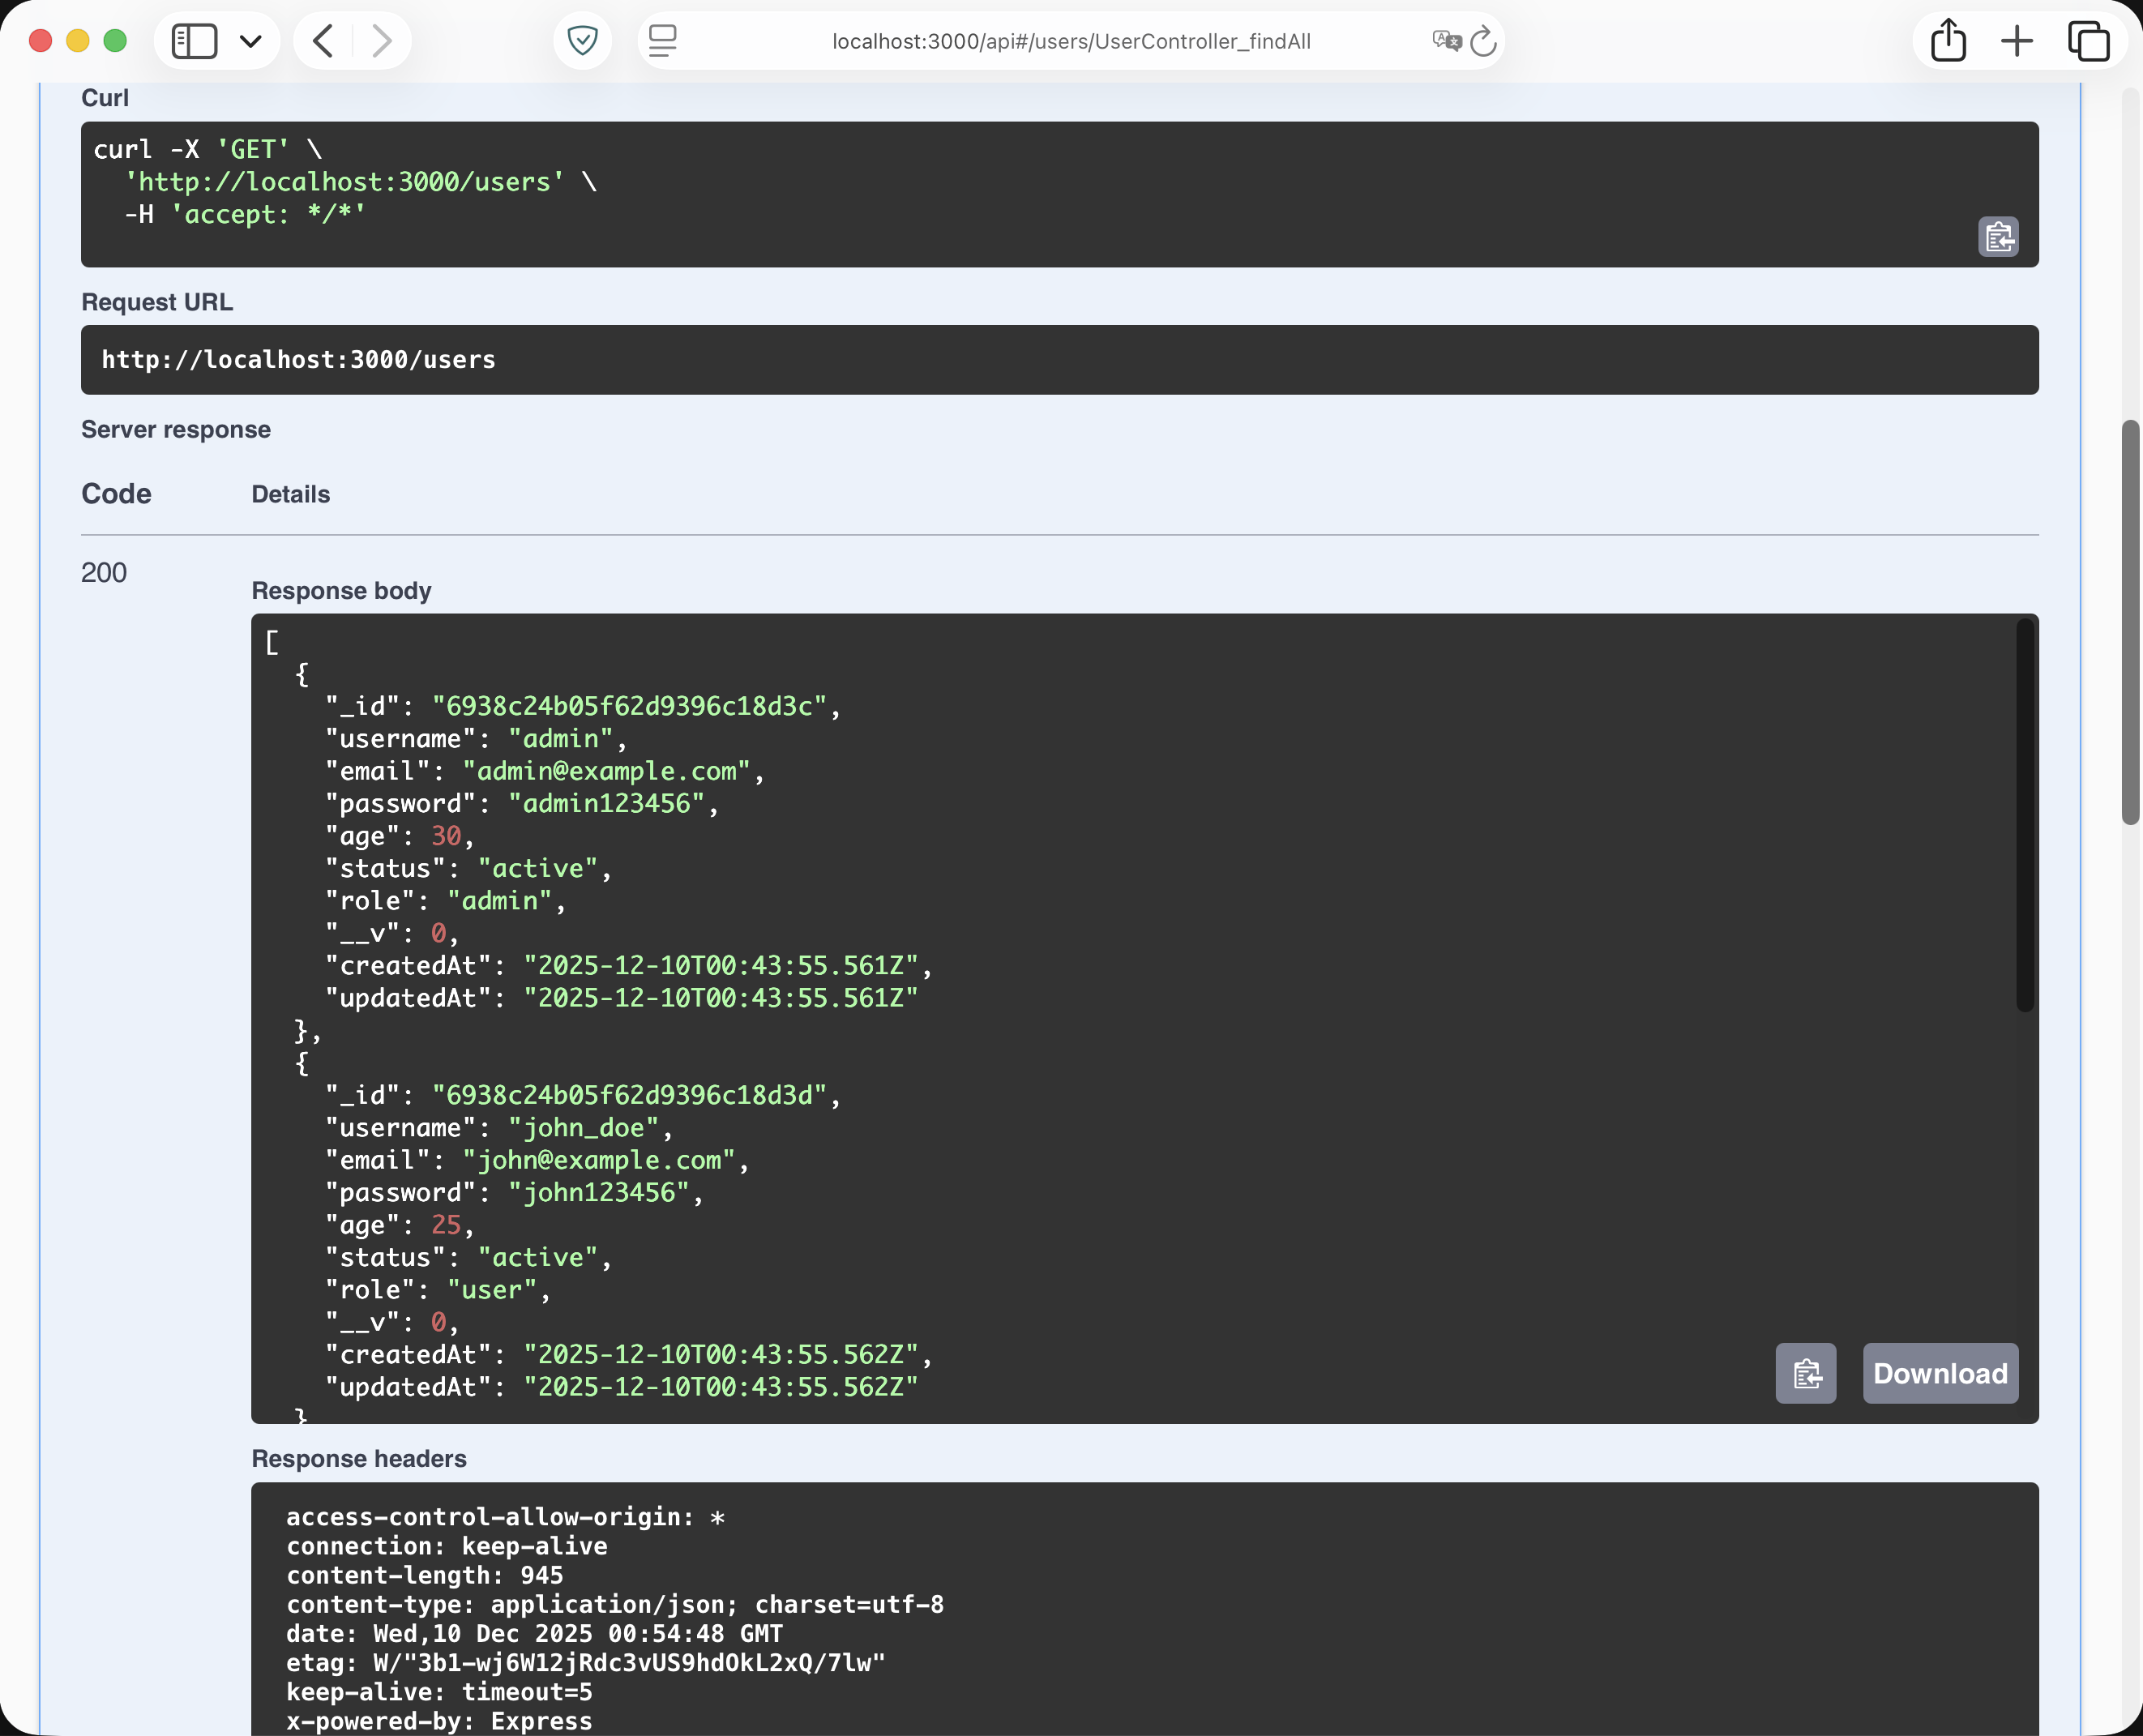 localhost:3000/api#/users/UserController_findAll
Curl
curl -X 'GET' \
  'http://localhost:3000/users' \
  -H 'accept: */*'
Request URL
http://localhost:3000/users
Server response
Code Details
200
Response body
[
  {
    "_id": "6938c24b05f62d9396c18d3c",
    "username": "admin",
    "email": "admin@example.com",
    "password": "admin123456",
    "age": 30,
    "status": "active",
    "role": "admin",
    "__v": 0,
    "createdAt": "2025-12-10T00:43:55.561Z",
    "updatedAt": "2025-12-10T00:43:55.561Z"
  },
  {
    "_id": "6938c24b05f62d9396c18d3d",
    "username": "john_doe",
    "email": "john@example.com",
    "password": "john123456",
    "age": 25,
    "status": "active",
    "role": "user",
    "__v": 0,
    "createdAt": "2025-12-10T00:43:55.562Z",
    "updatedAt": "2025-12-10T00:43:55.562Z"
  }
Download
Response headers
access-control-allow-origin: *
connection: keep-alive
content-length: 945
content-type: application/json; charset=utf-8
date: Wed,10 Dec 2025 00:54:48 GMT
etag: W/"3b1-wj6W12jRdc3vUS9hdOkL2xQ/7lw"
keep-alive: timeout=5
x-powered-by: Express